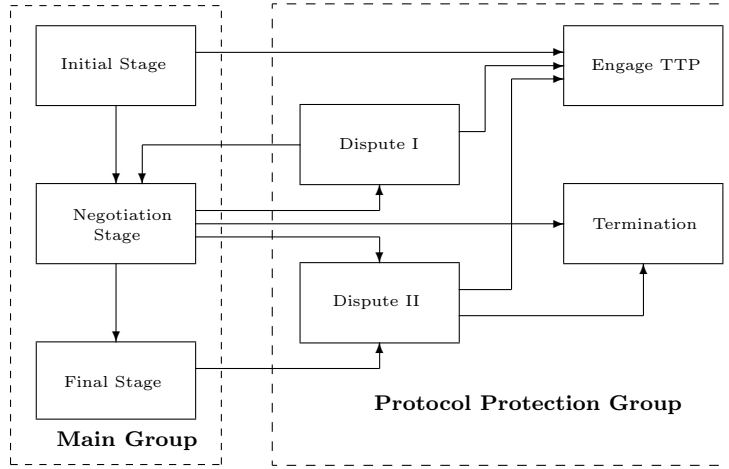 Initial Stage
Engage TTP
Dispute I
Negotiation
Stage
Termination
Dispute II
Final Stage
Protocol Protection Group
Main Group